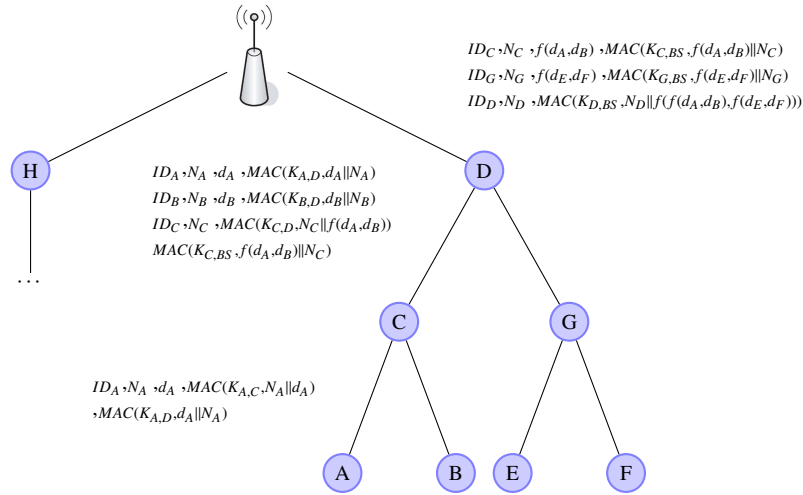 ID_C,N_C ,f(d_A,d_B) ,MAC(K_{C,BS},f(d_A,d_B)||N_C)
ID_G,N_G ,f(d_E,d_F) ,MAC(K_{G,BS},f(d_E,d_F)||N_G)
ID_D,N_D ,MAC(K_{D,BS},N_D||f(f(d_A,d_B),f(d_E,d_F)))
H
D
ID_A,N_A ,d_A ,MAC(K_{A,D},d_A||N_A)
ID_B,N_B ,d_B ,MAC(K_{B,D},d_B||N_B)
ID_C,N_C ,MAC(K_{C,D},N_C||f(d_A,d_B))
MAC(K_{C,BS},f(d_A,d_B)||N_C)
...
C
G
ID_A,N_A ,d_A ,MAC(K_{A,C},N_A||d_A)
,MAC(K_{A,D},d_A||N_A)
A
B
E
F